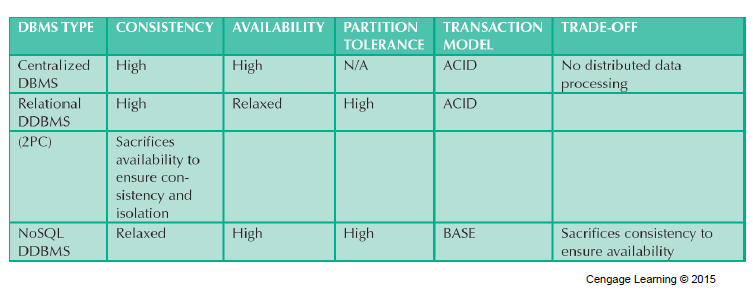 DBMS TYPE CONSISTENCY AVAILABILITY PARTITION TOLERANCE TRANSACTION MODEL TRADE-OFF
Centralized DBMS High High N/A ACID No distributed data processing
Relational DDBMS High Relaxed High ACID
(2PC) Sacrifices availability to ensure con-sistency and isolation
NoSQL DDBMS Relaxed High High BASE Sacrifices consistency to ensure availability
Cengage Learning © 2015